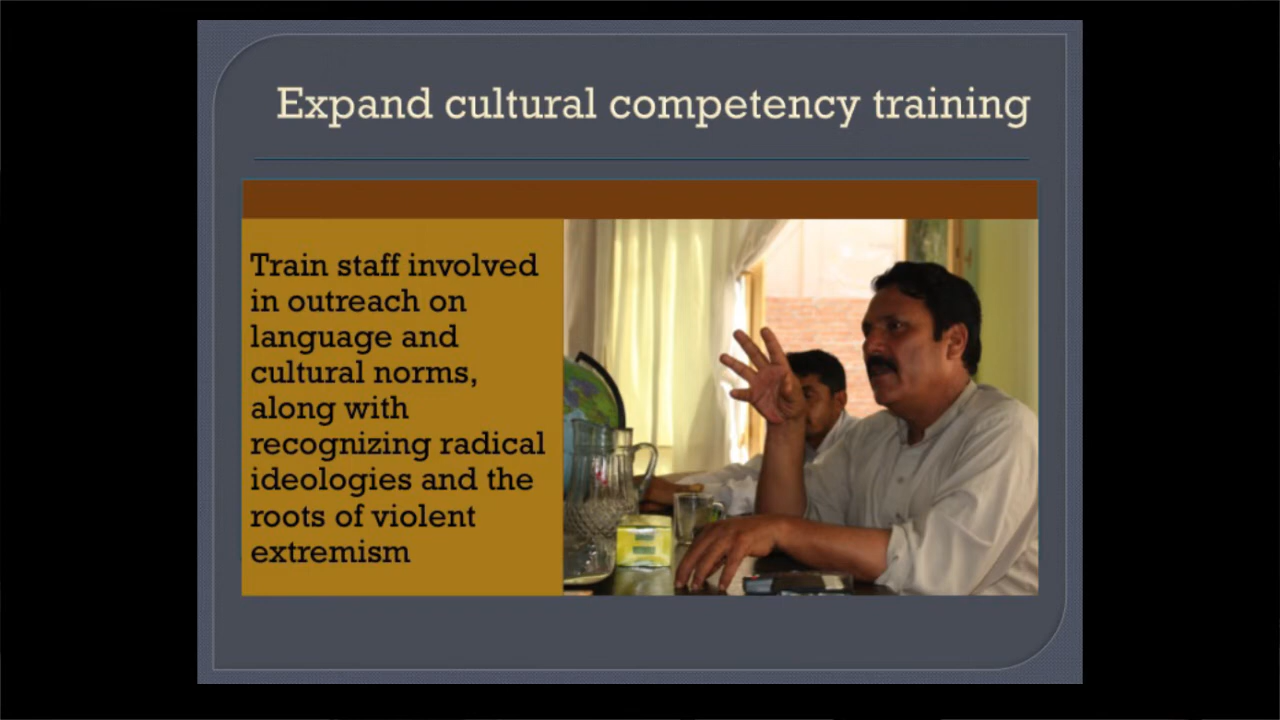 Expand cultural competency training
Train staff involved
in outreach on
language and
cultural norms,
along with
recognizing radical
ideologies and the
roots of violent
extremism